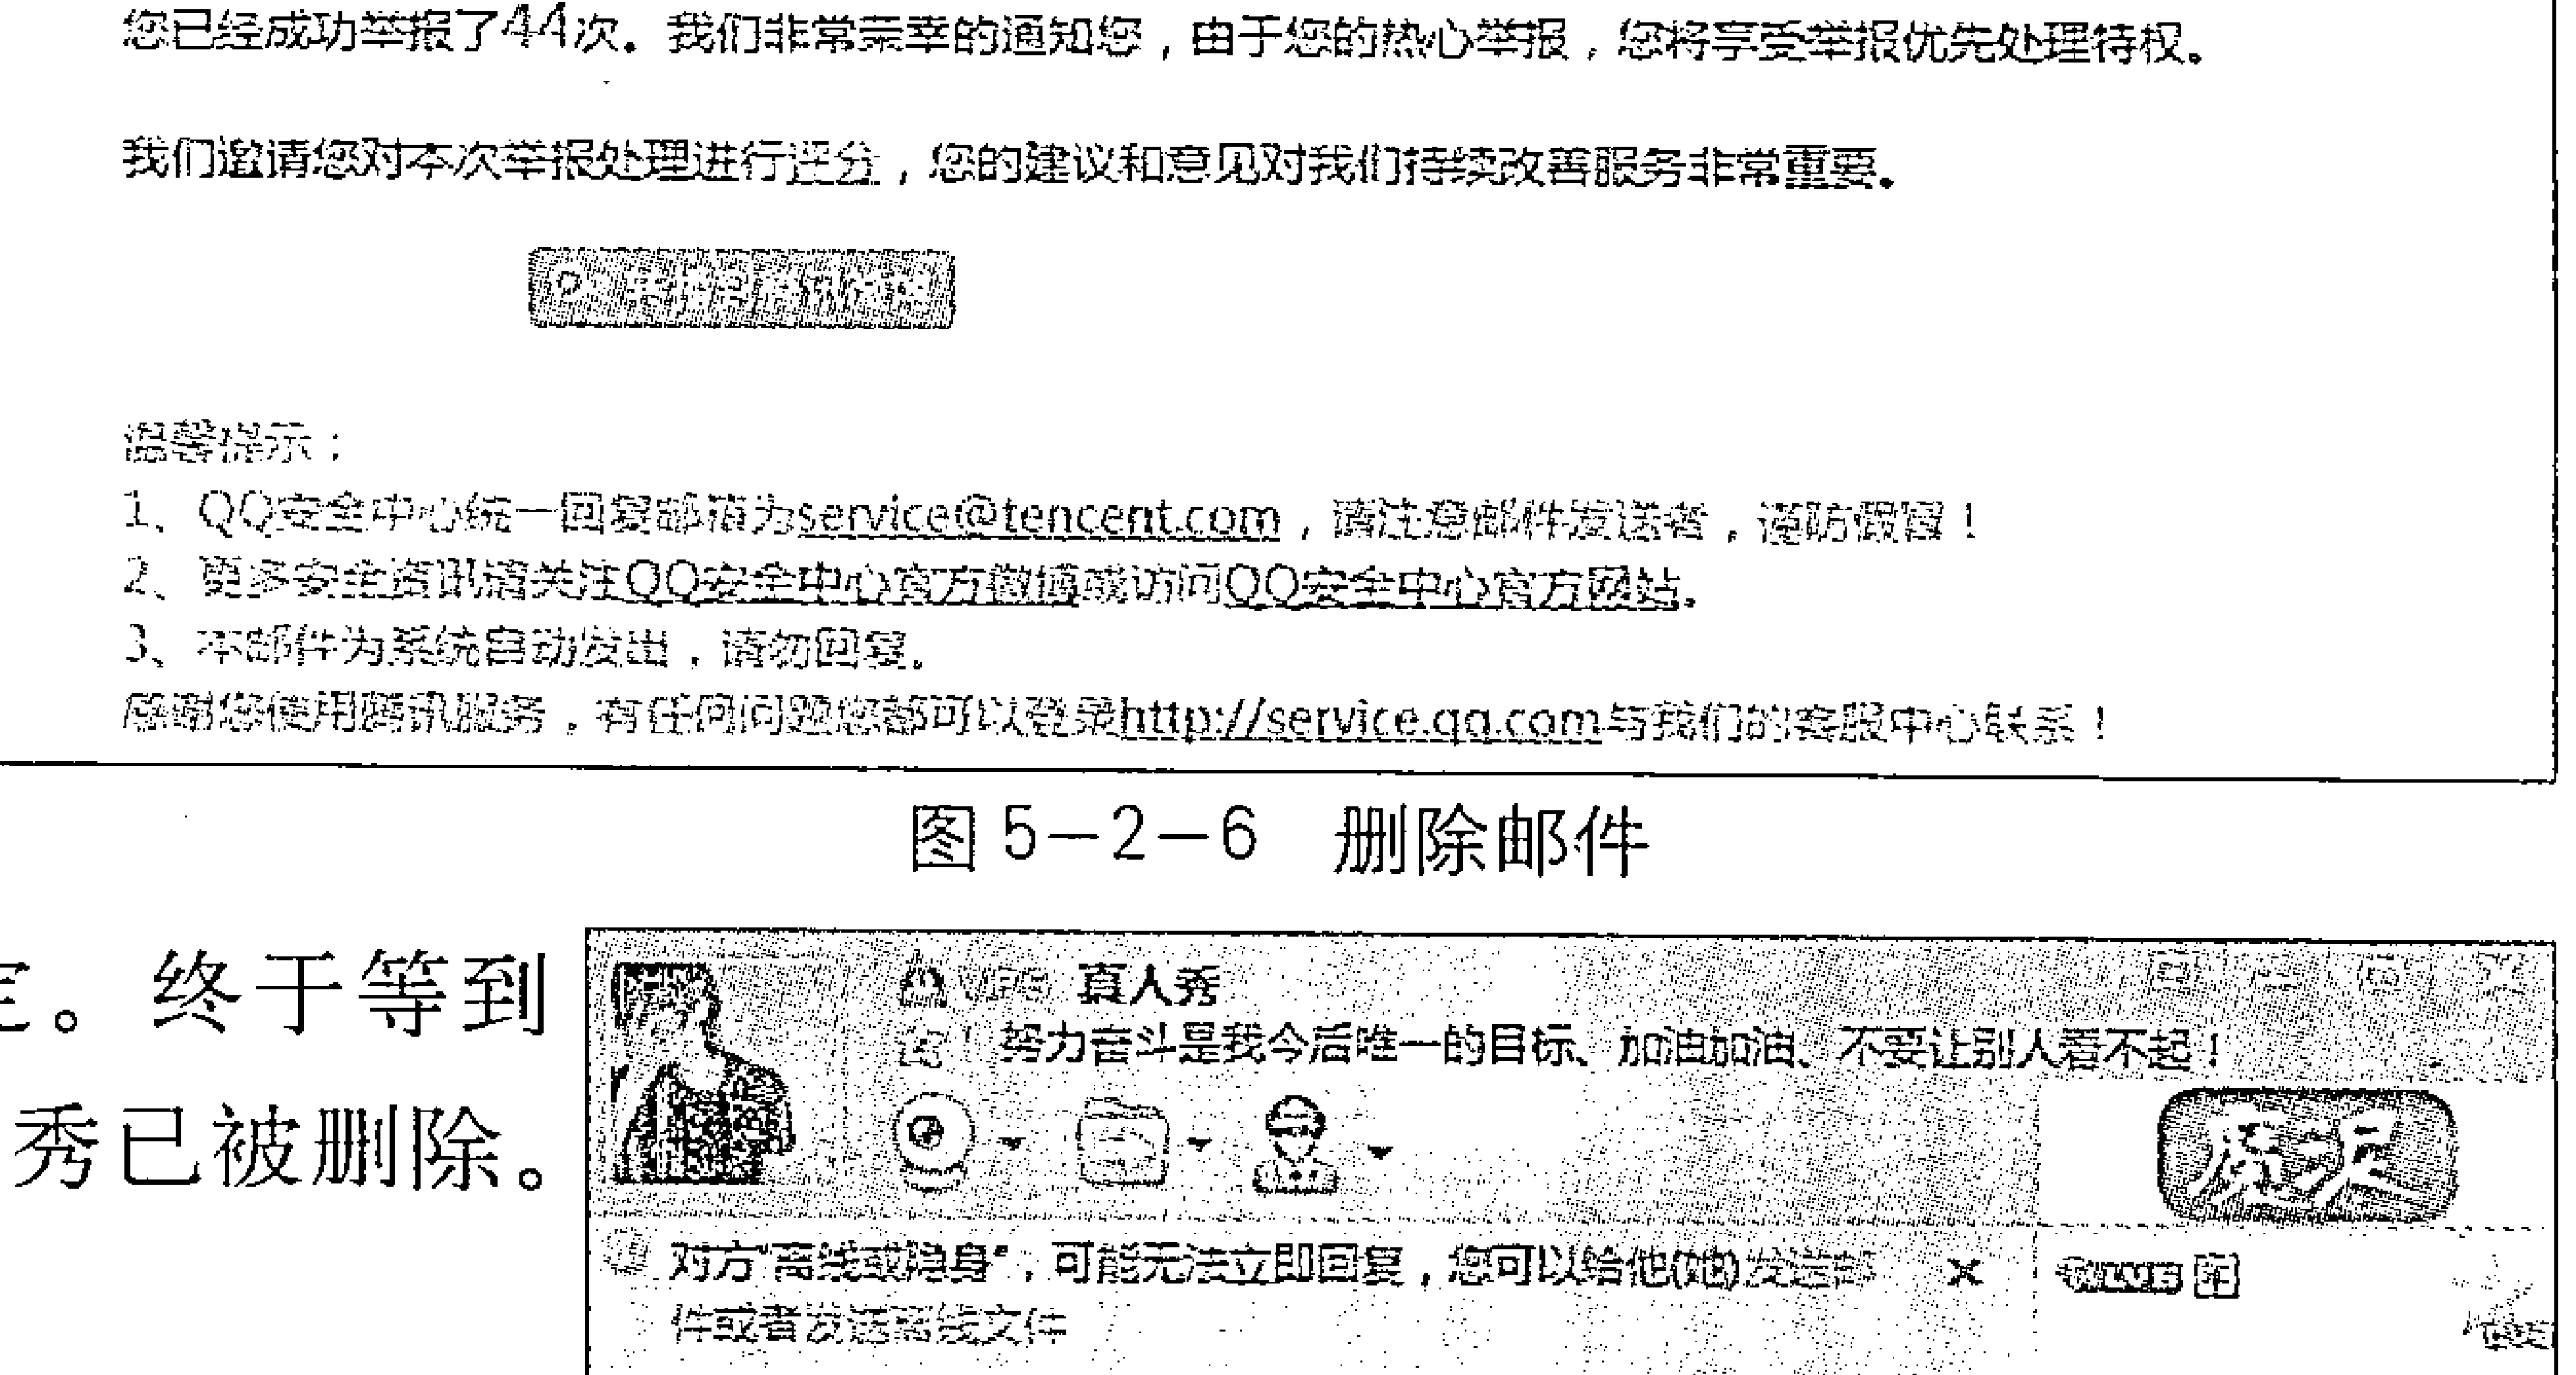 您已经成功举报了44次。我们非常荣幸的通知您，由于您的热心举报，您将享受举报优先处理特权。
我们邀请您对本次举报处理进行评分，您的建议和意见对我们持续改善服务非常重要。
温馨提示：
1、QQ安全中心统一回复邮箱为service@tencent.com，请注意邮件发送者，谨防假冒！
2、更多安全资讯请关注QQ安全中心官方微博或访问QQ安全中心官方网站。
3、本邮件为系统自动发出，请勿回复。
感谢您使用腾讯服务，有任何问题您都可以登录http://service.qq.com与我们的客服中心联系！
图5-2-6 删除邮件
。终于等到
秀已被删除。
真人秀
努力奋斗是我今后唯一的目标、加油加油、不要让别人看不起！
对方"离线或隐身"，可能无法立即回复，您可以给他(她)发送邮
件或者发送离线文件